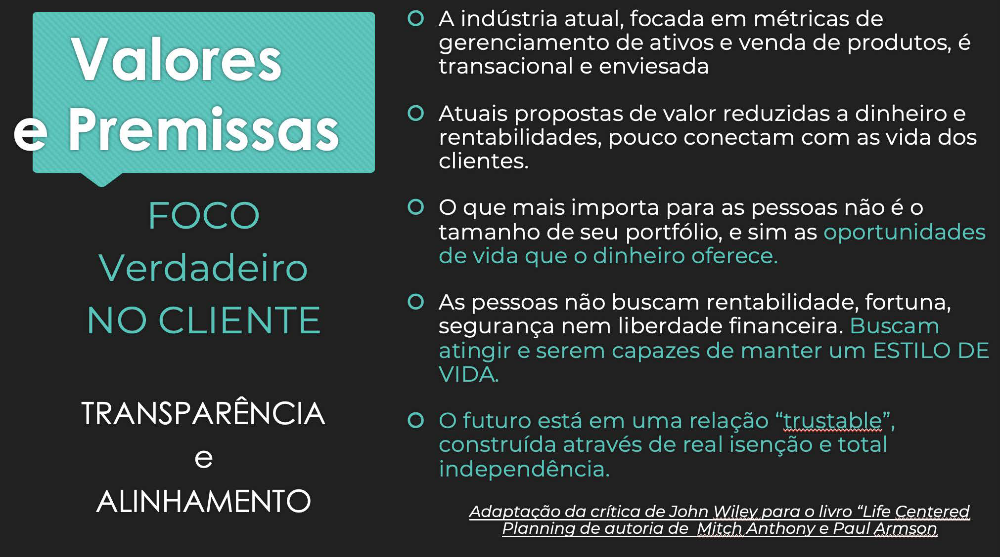 Valores
e Premissas
FOCO
Verdadeiro
NO CLIENTE
TRANSPARÊNCIA
e
ALINHAMENTO
A indústria atual, focada em métricas de
gerenciamento de ativos e venda de produtos, é
transacional e enviesada
Atuais propostas de valor reduzidas a dinheiro e
rentabilidades, pouco conectam com as vida dos
clientes.
O que mais importa para as pessoas não é o
tamanho de seu portfólio, e sim as oportunidades
de vida que o dinheiro oferece.
As pessoas não buscam rentabilidade, fortuna,
segurança nem liberdade financeira. Buscam
atingir e serem capazes de manter um ESTILO DE
VIDA.
O futuro está em uma relação “trustable”,
construída através de real isenção e total
independência.
Adaptação da crítica de John Wiley para o livro “Life Centered
Planning de autoria de Mitch Anthony e Paul Armson